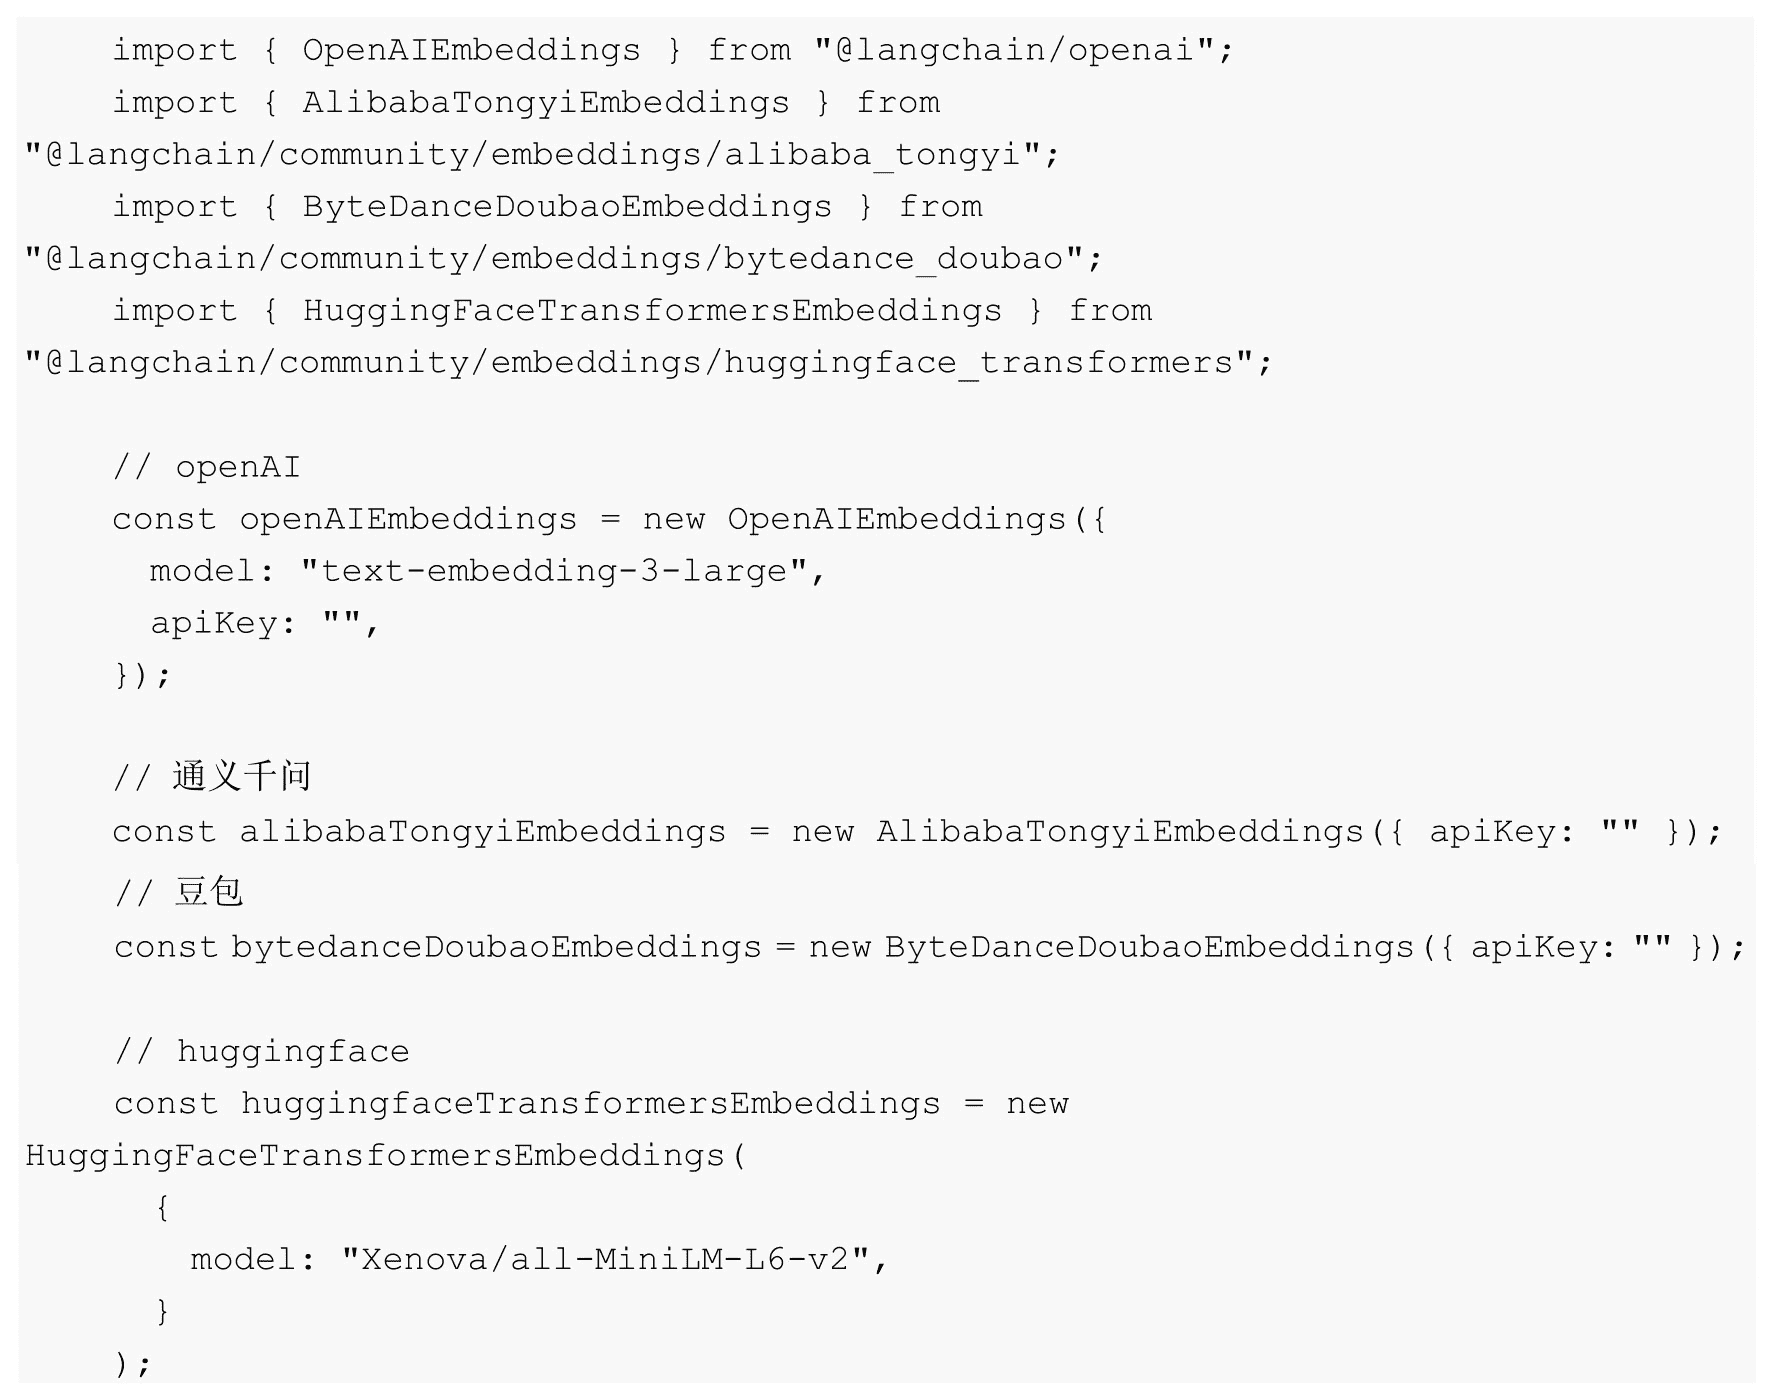 import { OpenAIEmbeddings } from "@langchain/openai";
import { AlibabaTongyiEmbeddings } from
"@langchain/community/embeddings/alibaba_tongyi";
import { ByteDanceDoubaoEmbeddings } from
"@langchain/community/embeddings/bytedance_doubao";
import { HuggingFaceTransformersEmbeddings } from
"@langchain/community/embeddings/huggingface_transformers";

// openAI
const openAIEmbeddings = new OpenAIEmbeddings({
  model: "text-embedding-3-large",
  apiKey: "",
});

// 通义千问
const alibabaTongyiEmbeddings = new AlibabaTongyiEmbeddings({ apiKey: "" });
// 豆包
const bytedanceDoubaoEmbeddings = new ByteDanceDoubaoEmbeddings({ apiKey: "" });

// huggingface
const huggingfaceTransformersEmbeddings = new
HuggingFaceTransformersEmbeddings(
  {
    model: "Xenova/all-MiniLM-L6-v2",
  }
);